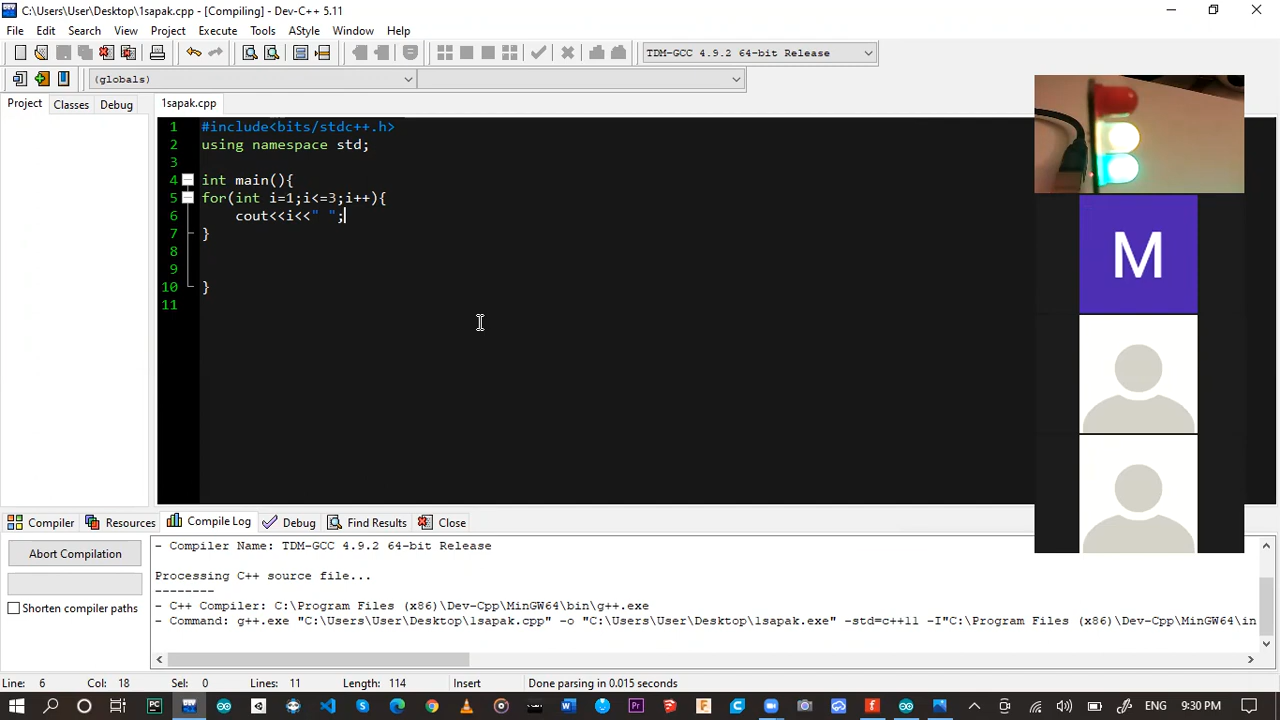 C:\Users\User\Desktop\1sapak.cpp - [Compiling] - Dev-C++ 5.11
File Edit Search View Project Execute Tools AStyle Window Help
TDM-GCC 4.9.2 64-bit Release
(globals)
Project Classes Debug
1sapak.cpp
1 #include<bits/stdc++.h>
2 using namespace std;
3
4 int main(){
5 for(int i=1;i<=3;i++){
6 cout<<i<<" ";
7 }
8
9
10 }
11
M
Compiler Resources Compile Log Debug Find Results Close
Abort Compilation
Shorten compiler paths
- Compiler Name: TDM-GCC 4.9.2 64-bit Release
Processing C++ source file...
--------
- C++ Compiler: C:\Program Files (x86)\Dev-Cpp\MinGW64\bin\g++.exe
- Command: g++.exe "C:\Users\User\Desktop\1sapak.cpp" -o "C:\Users\User\Desktop\1sapak.exe" -std=c++11 -I"C:\Program Files (x86)\Dev-Cpp\MinGW64\in
Line: 6 Col: 18 Sel: 0 Lines: 11 Length: 114 Insert Done parsing in 0.015 seconds
ENG 9:30 PM